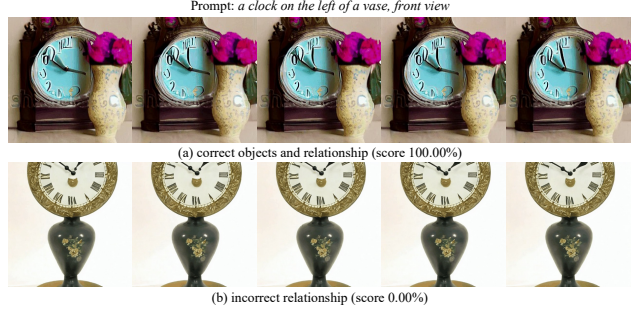 Prompt: a clock on the left of a vase, front view
(a) correct objects and relationship (score 100.00%)
(b) incorrect relationship (score 0.00%)